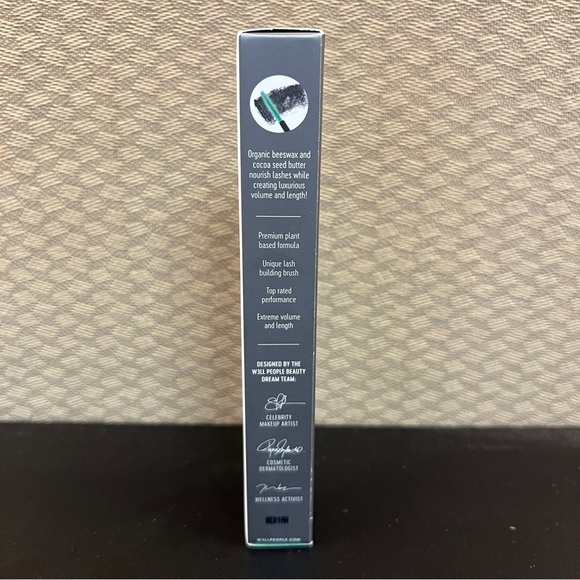 Organic beeswax and
cocoa seed butter
nourish lashes while
creating luxurious
volume and length!
Premium plant
based formula
Unique lash
building brush
Top rated
performance
Extreme volume
and length
DESIGNED BY THE
W3LL PEOPLE BEAUTY
DREAM TEAM:
CELEBRITY
MAKEUP ARTIST
COSMETIC
DERMATOLOGIST
WELLNESS ACTIVIST
W3LLPEOPLE.COM